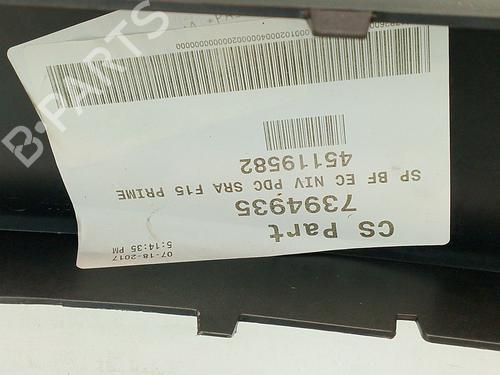 CS Part
07-18-2017
5:14:35 PM
7394935
SP BF EC NIV PDC SRA F15 PRIME
45119582
B-PARTS